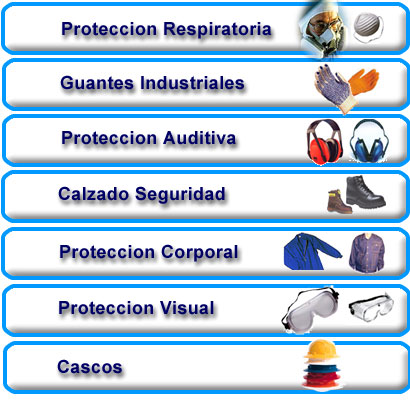 Proteccion Respiratoria
Guantes Industriales
Proteccion Auditiva
Calzado Seguridad
Proteccion Corporal
Proteccion Visual
Cascos